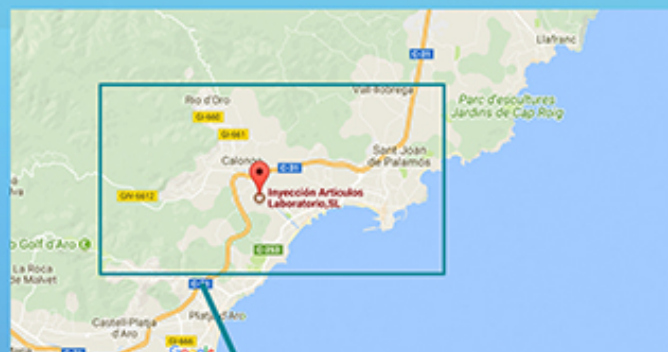 Llafranc
C-31
Vall-llobrega
Rio d'Oro
Parc d'escultures
Jardins de Cap Roig
GI-660
GI-661
Sant Joan
de Palamós
Calonge
C-31
Inyección Articulos
Laboratorio,SL
GIV-6612
Golf d'Aro
C-253
La Roca
de Malvet
C-31
Castell-Platja
d'Aro
Platja d'Aro
GI-666
Google
C-31